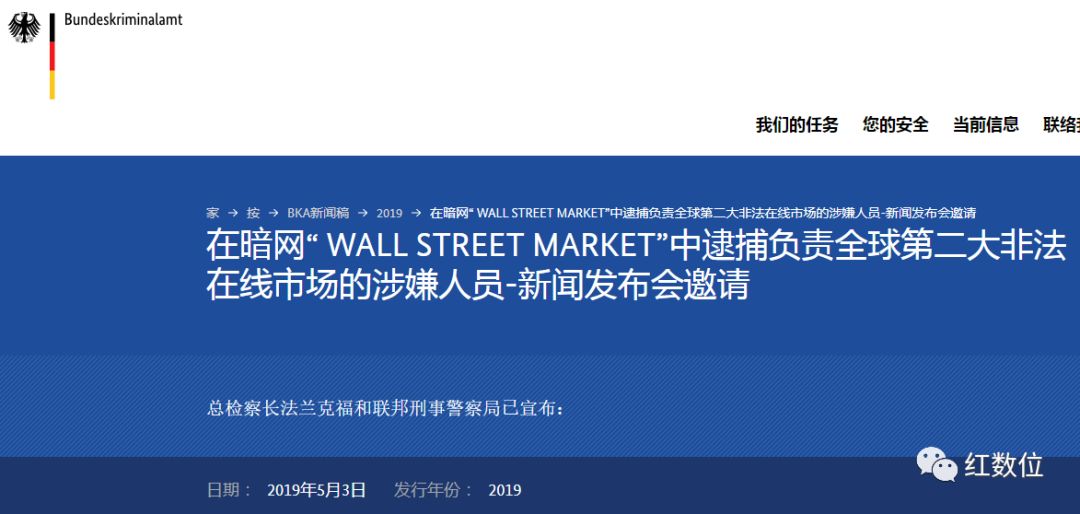 Bundeskriminalamt
我们的任务 您的安全 当前信息 联络
家 → 按 → BKA新闻稿 → 2019 → 在暗网“ WALL STREET MARKET”中逮捕负责全球第二大非法在线市场的涉嫌人员-新闻发布会邀请
在暗网“ WALL STREET MARKET”中逮捕负责全球第二大非法
在线市场的涉嫌人员-新闻发布会邀请
总检察长法兰克福和联邦刑事警察局已宣布：
日期： 2019年5月3日 发行年份： 2019
红数位